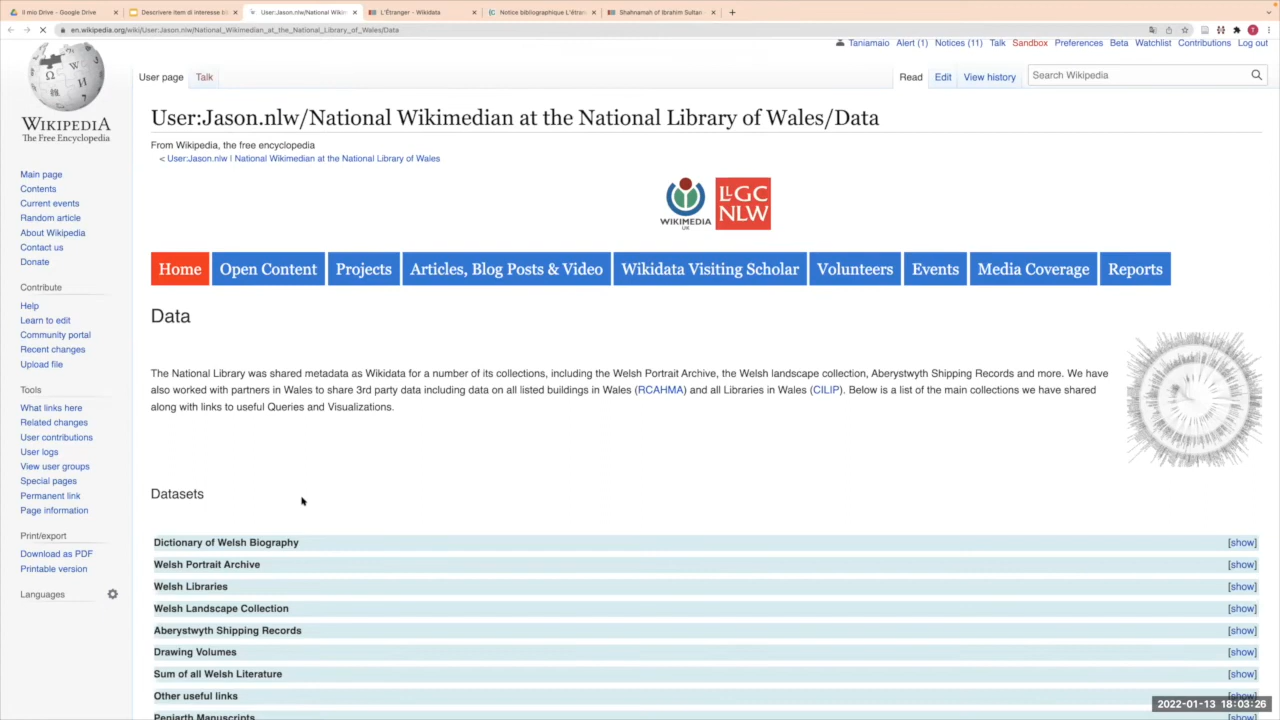 Il mio Drive - Google Drive
Descrivere item di interesse bi
User:Jason.nlw/National Wikim
L'Étranger - Wikidata
Notice bibliographique L'étran
Shahnamah of Ibrahim Sultan -
en.wikipedia.org/wiki/User:Jason.nlw/National_Wikimedian_at_the_National_Library_of_Wales/Data
Taniamaio Alert (1) Notices (11) Talk Sandbox Preferences Beta Watchlist Contributions Log out
User page Talk Read Edit View history Search Wikipedia
WIKIPEDIA
The Free Encyclopedia
Main page
Contents
Current events
Random article
About Wikipedia
Contact us
Donate
Contribute
Help
Learn to edit
Community portal
Recent changes
Upload file
Tools
What links here
Related changes
User contributions
User logs
View user groups
Special pages
Permanent link
Page information
Print/export
Download as PDF
Printable version
Languages
User:Jason.nlw/National Wikimedian at the National Library of Wales/Data
From Wikipedia, the free encyclopedia
< User:Jason.nlw | National Wikimedian at the National Library of Wales
WIKIMEDIA
UK
LLGC
NLW
Home Open Content Projects Articles, Blog Posts & Video Wikidata Visiting Scholar Volunteers Events Media Coverage Reports
Data
The National Library was shared metadata as Wikidata for a number of its collections, including the Welsh Portrait Archive, the Welsh landscape collection, Aberystwyth Shipping Records and more. We have
also worked with partners in Wales to share 3rd party data including data on all listed buildings in Wales (RCAHMA) and all Libraries in Wales (CILIP). Below is a list of the main collections we have shared
along with links to useful Queries and Visualizations.
Datasets
Dictionary of Welsh Biography [show]
Welsh Portrait Archive [show]
Welsh Libraries [show]
Welsh Landscape Collection [show]
Aberystwyth Shipping Records [show]
Drawing Volumes [show]
Sum of all Welsh Literature [show]
Other useful links [show]
Peniarth Manuscripts [show]
2022-01-13 18:03:26